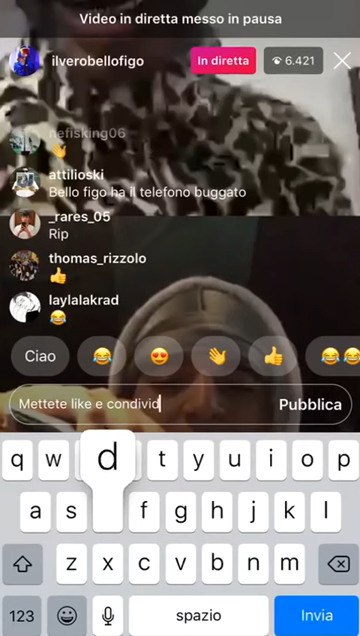 Video in diretta messo in pausa
ilverobellofigo
In diretta
6.421
nefisking06
attilioski
Bello figo ha il telefono buggato
_rares_05
Rip
thomas_rizzolo
laylalakrad
Ciao
Mettete like e condivid
Pubblica
q w d t y u i o p
a s f g h j k l
z x c v b n m
123 spazio Invia